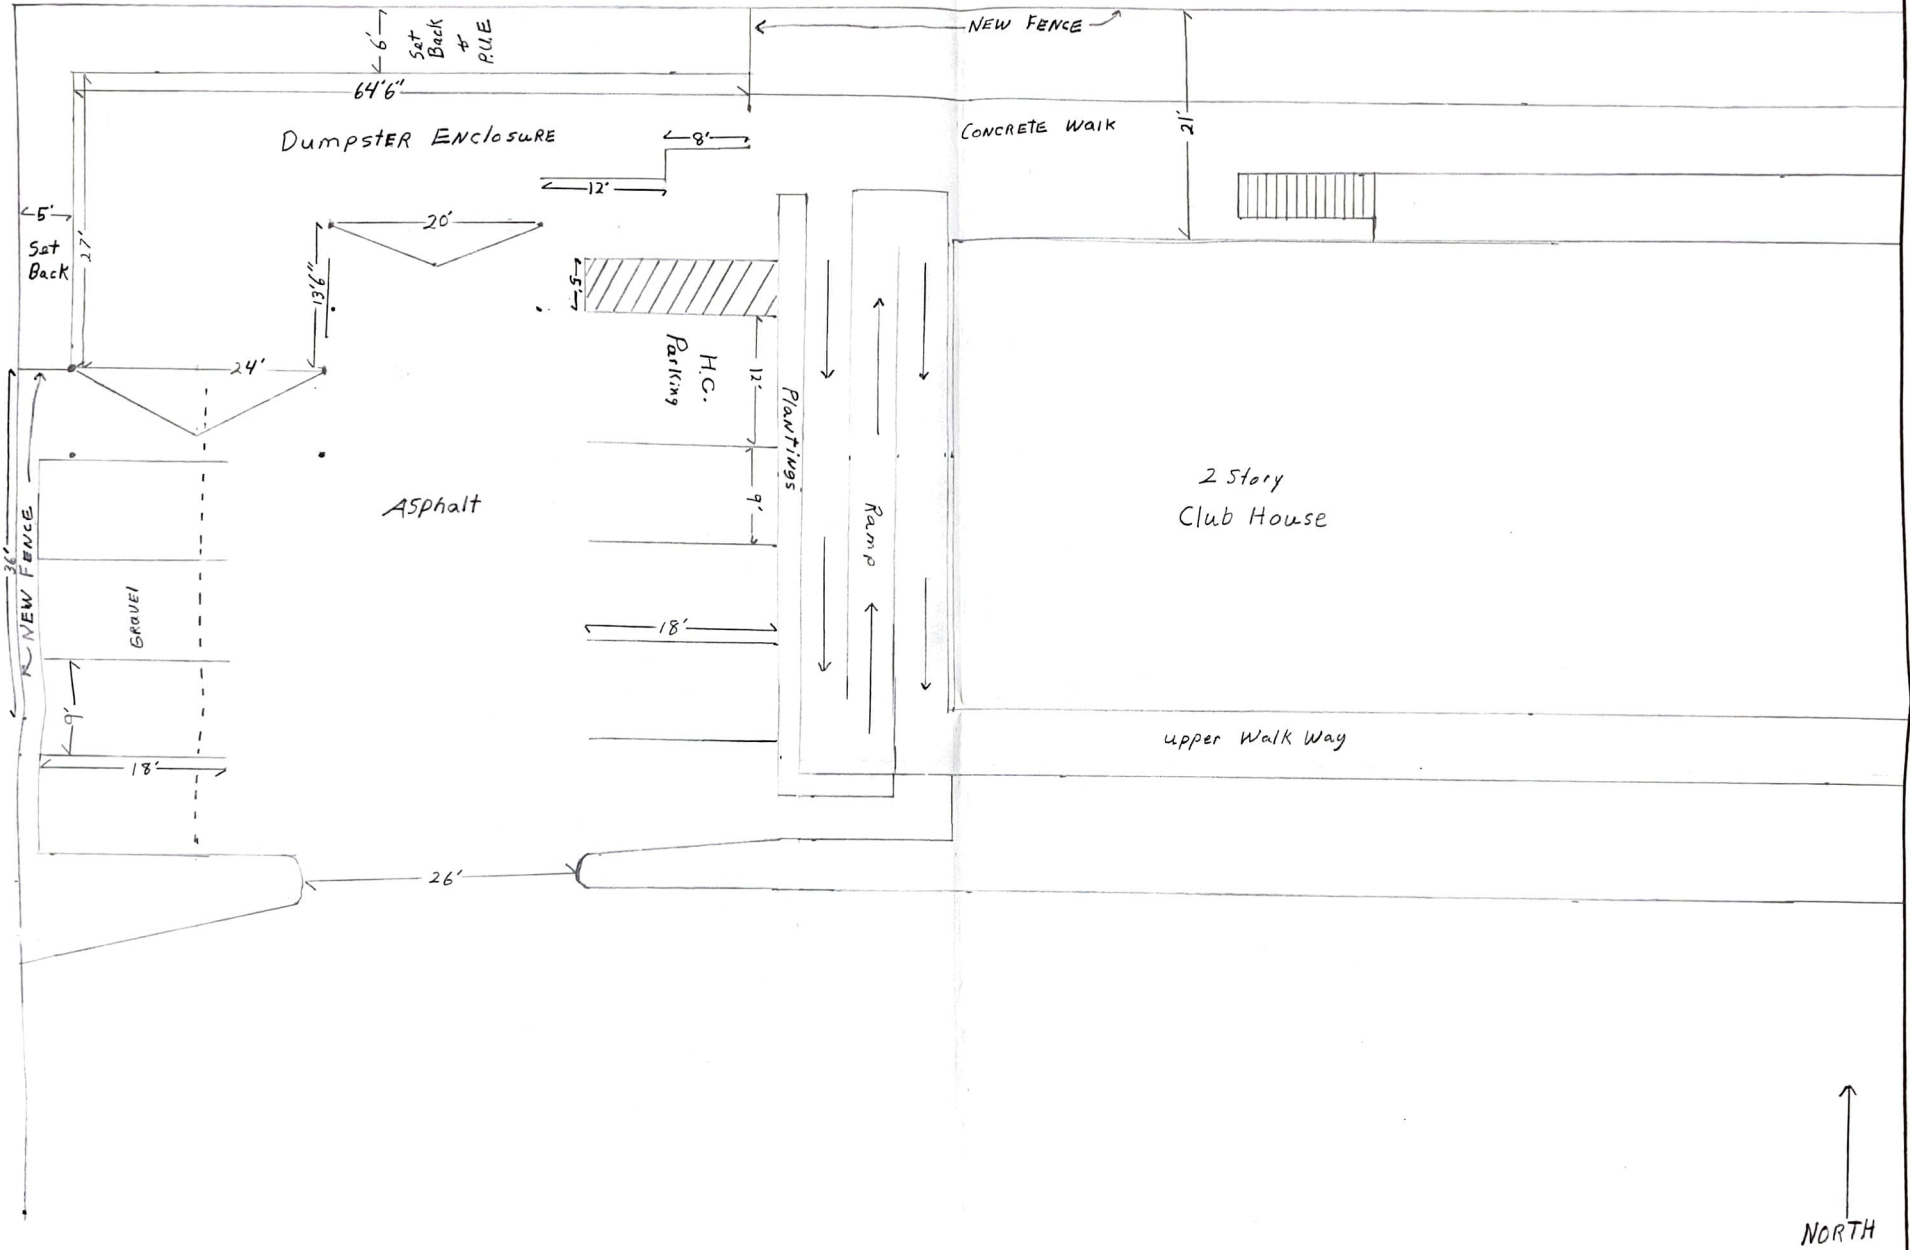 6'
Set
Back
&
P.U.E
NEW FENCE
64'6"
Dumpster Enclosure
8'
CONCRETE Walk
21'
12'
5'
Set
Back
27'
20'
13'6"
5'
24'
H.C.
Parking
12'
Plantings
9'
Asphalt
Ramp
2 Story
Club House
36'
NEW FENCE
GRAVEl
18'
9'
18'
upper Walk Way
26'
NORTH